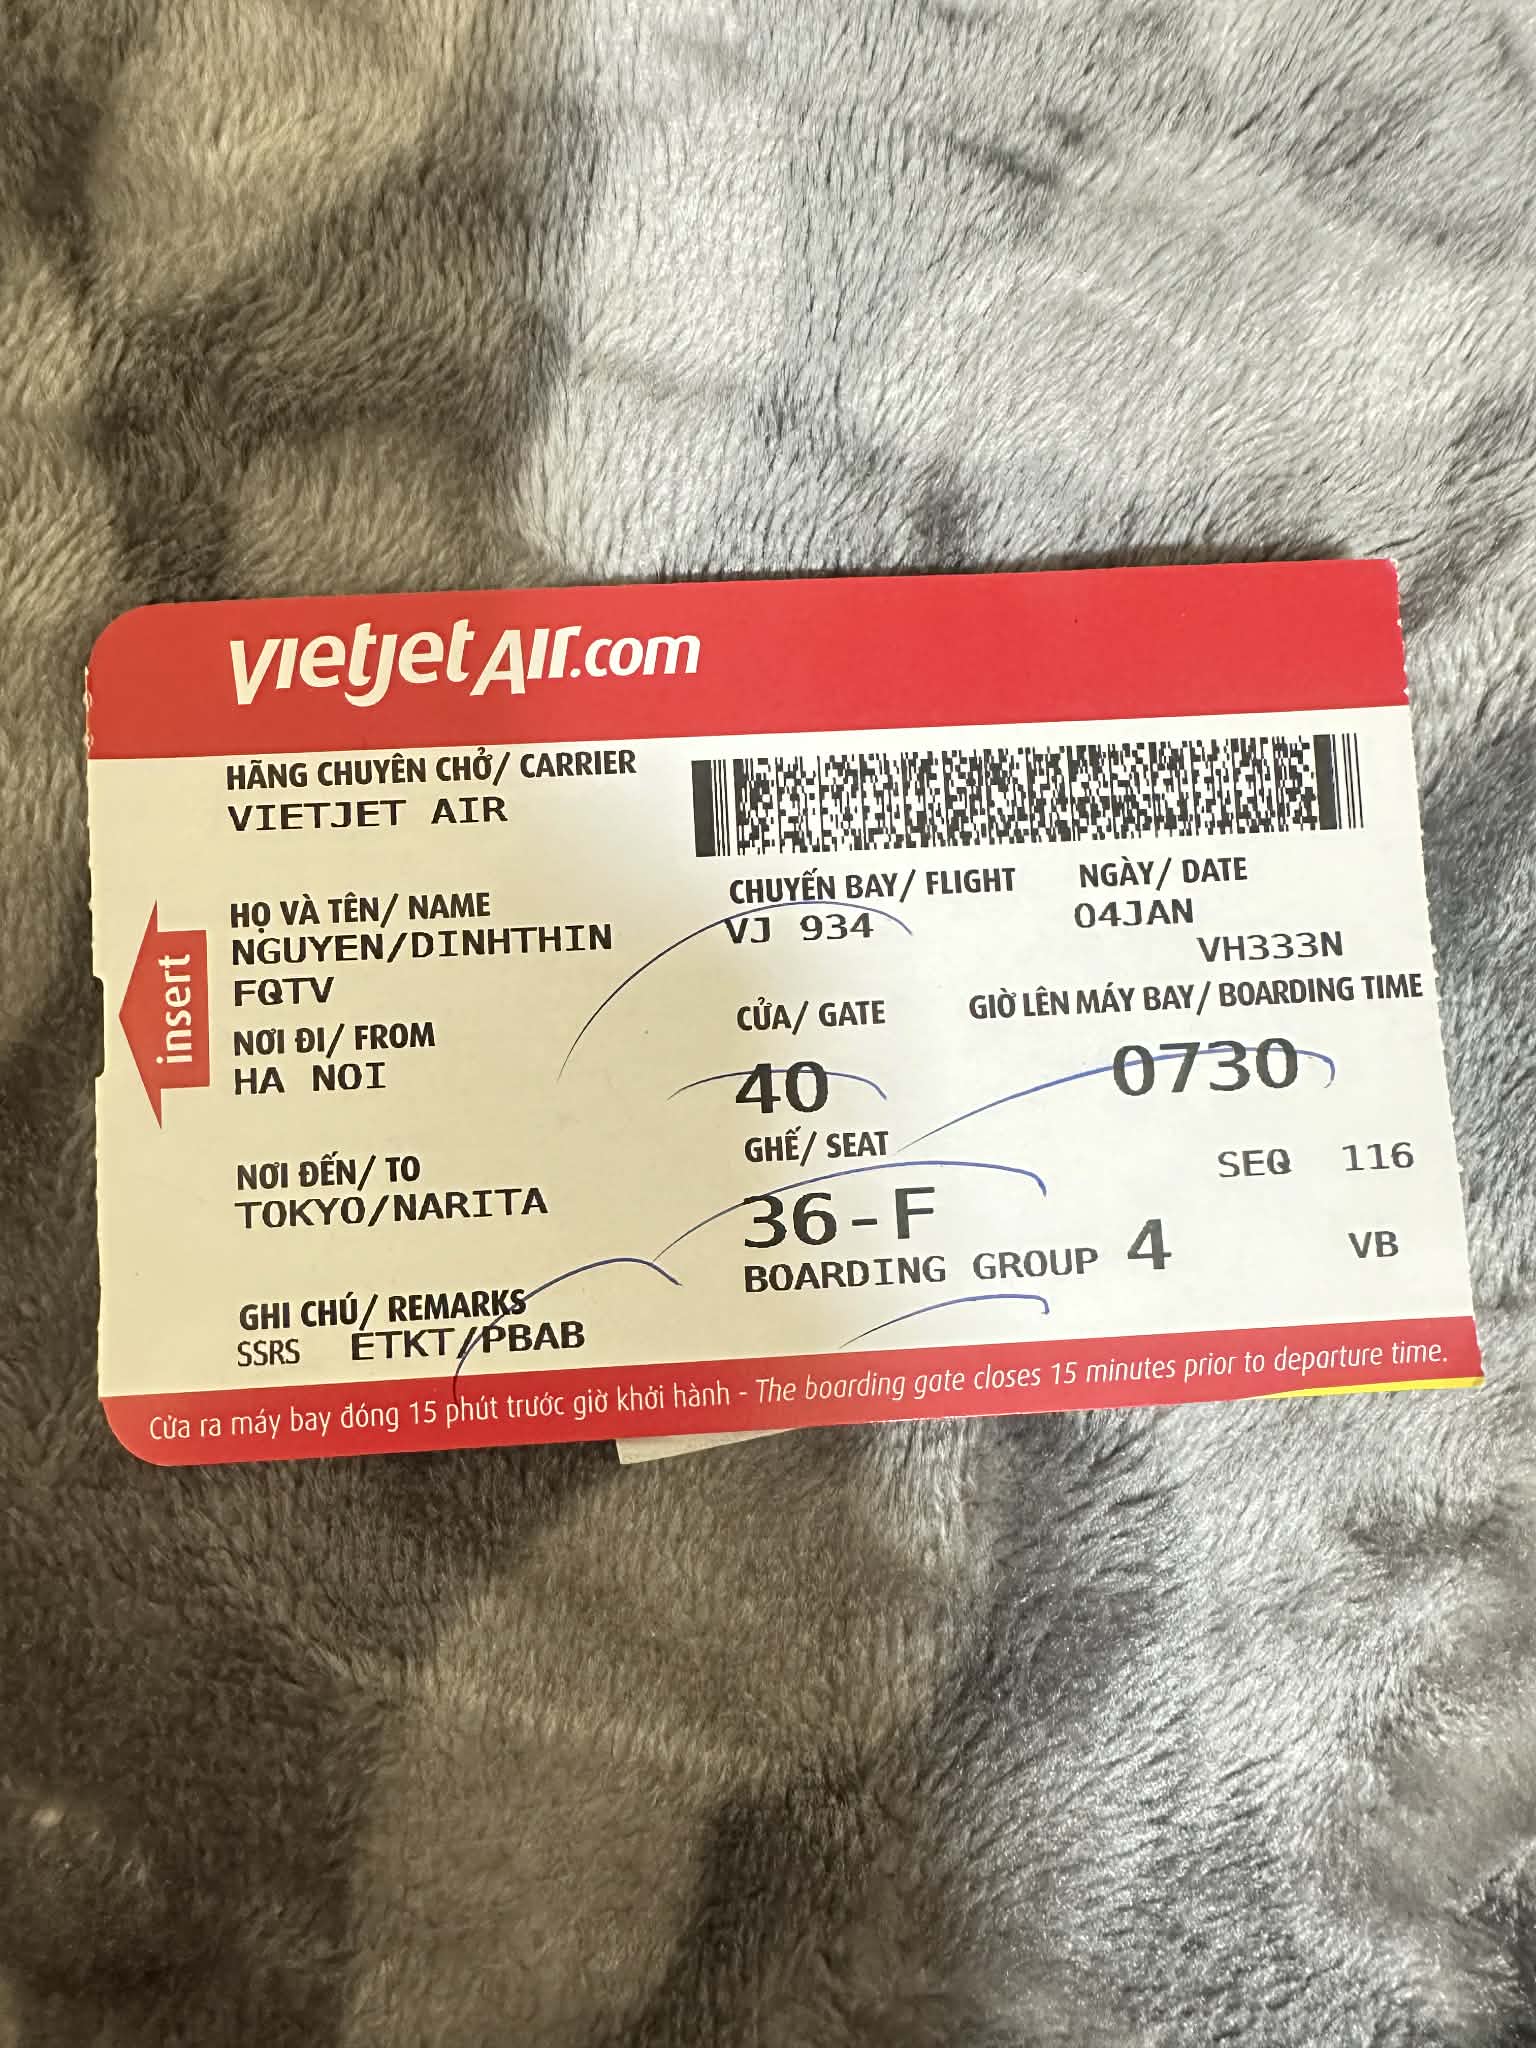 vietjetAir.com
HÃNG CHUYÊN CHỞ/ CARRIER
VIETJET AIR
HỌ VÀ TÊN/ NAME
NGUYEN/DINHTHIN
FQTV
NƠI ĐI/ FROM
HA NOI
NƠI ĐẾN/ TO
TOKYO/NARITA
GHI CHÚ/ REMARKS
SSRS ETKT/PBAB
CHUYẾN BAY/ FLIGHT NGÀY/ DATE
VJ 934 04JAN
VH333N
CỬA/ GATE GIỜ LÊN MÁY BAY/ BOARDING TIME
40 0730
GHẾ/ SEAT
SEQ 116
36-F
BOARDING GROUP 4 VB
insert
Cửa ra máy bay đóng 15 phút trước giờ khởi hành - The boarding gate closes 15 minutes prior to departure time.